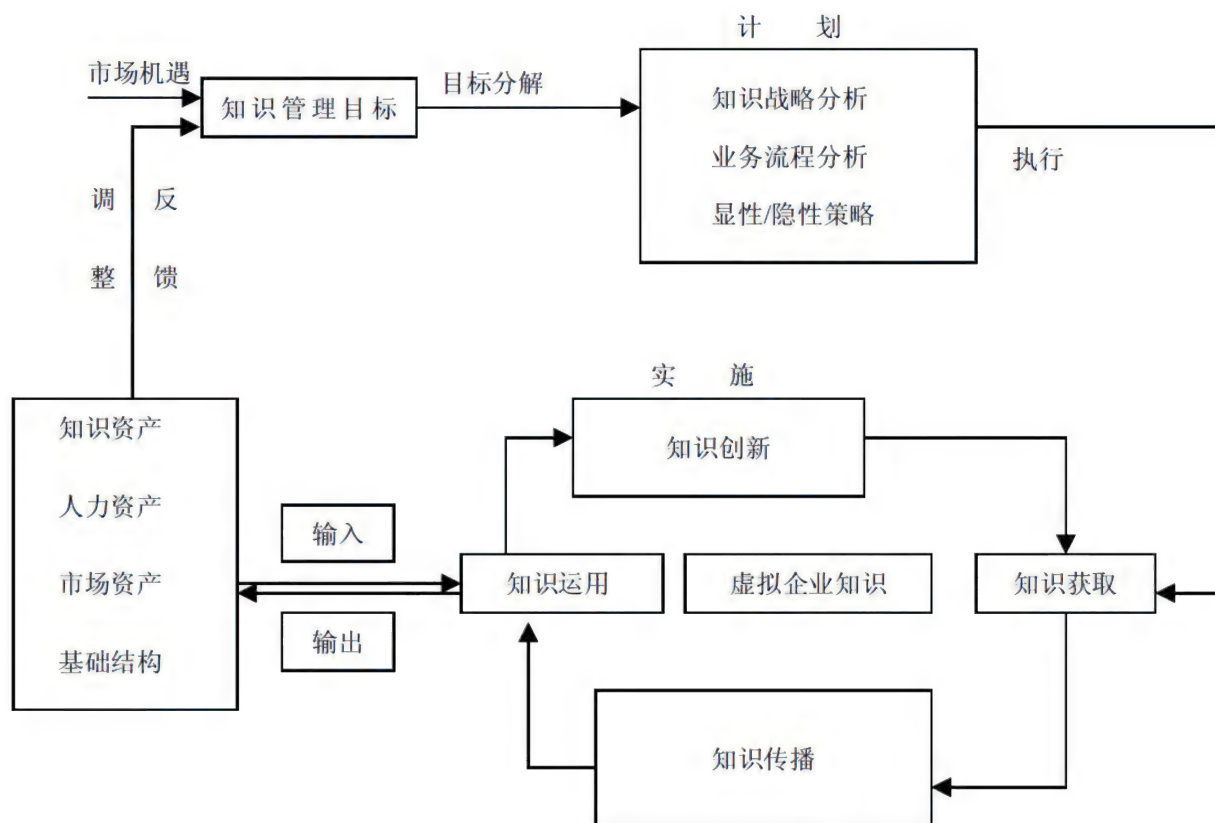 计 划
市场机遇
知识管理目标
目标分解
知识战略分析
业务流程分析
显性/隐性策略
执行
调 反
整 馈
实 施
知识资产
人力资产
市场资产
基础结构
输入
输出
知识创新
知识运用
虚拟企业知识
知识获取
知识传播